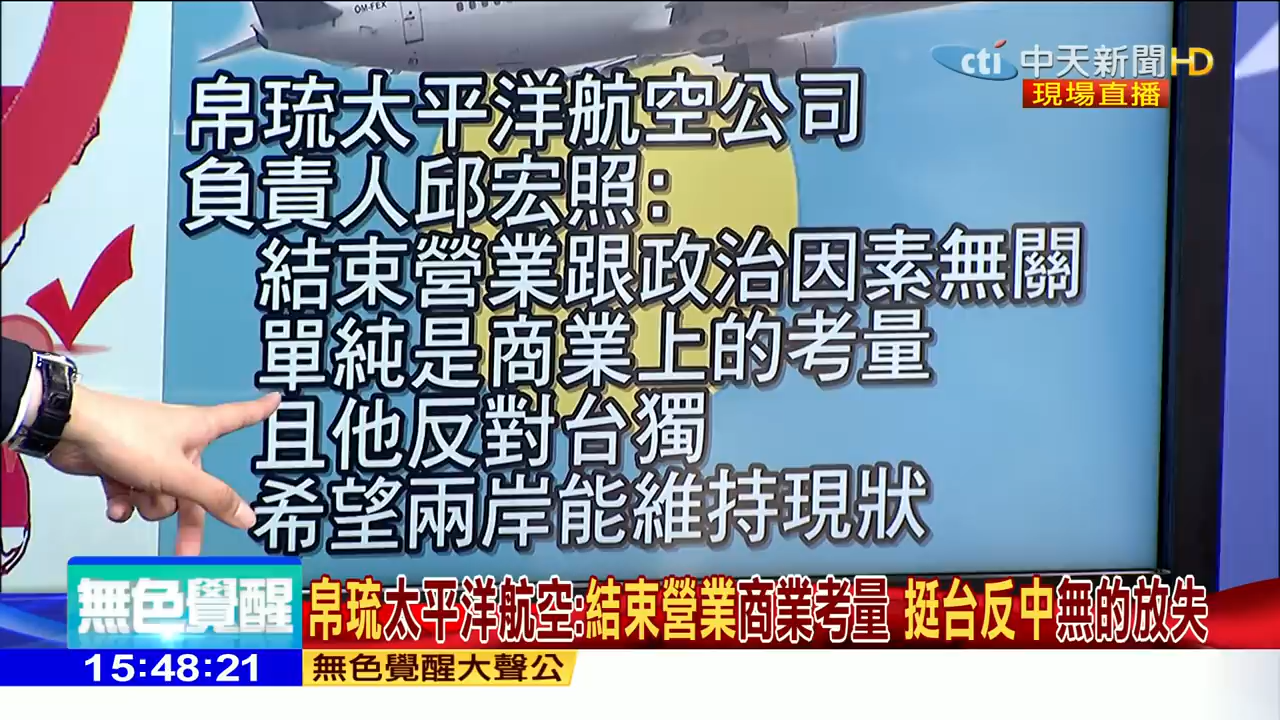 OM-FEX
cti 中天新聞HD
現場直播
帛琉太平洋航空公司
負責人邱宏照:
結束營業跟政治因素無關
單純是商業上的考量
且他反對台獨
希望兩岸能維持現狀
無色覺醒
帛琉太平洋航空:結束營業商業考量 挺台反中無的放失
15:48:21
無色覺醒大聲公